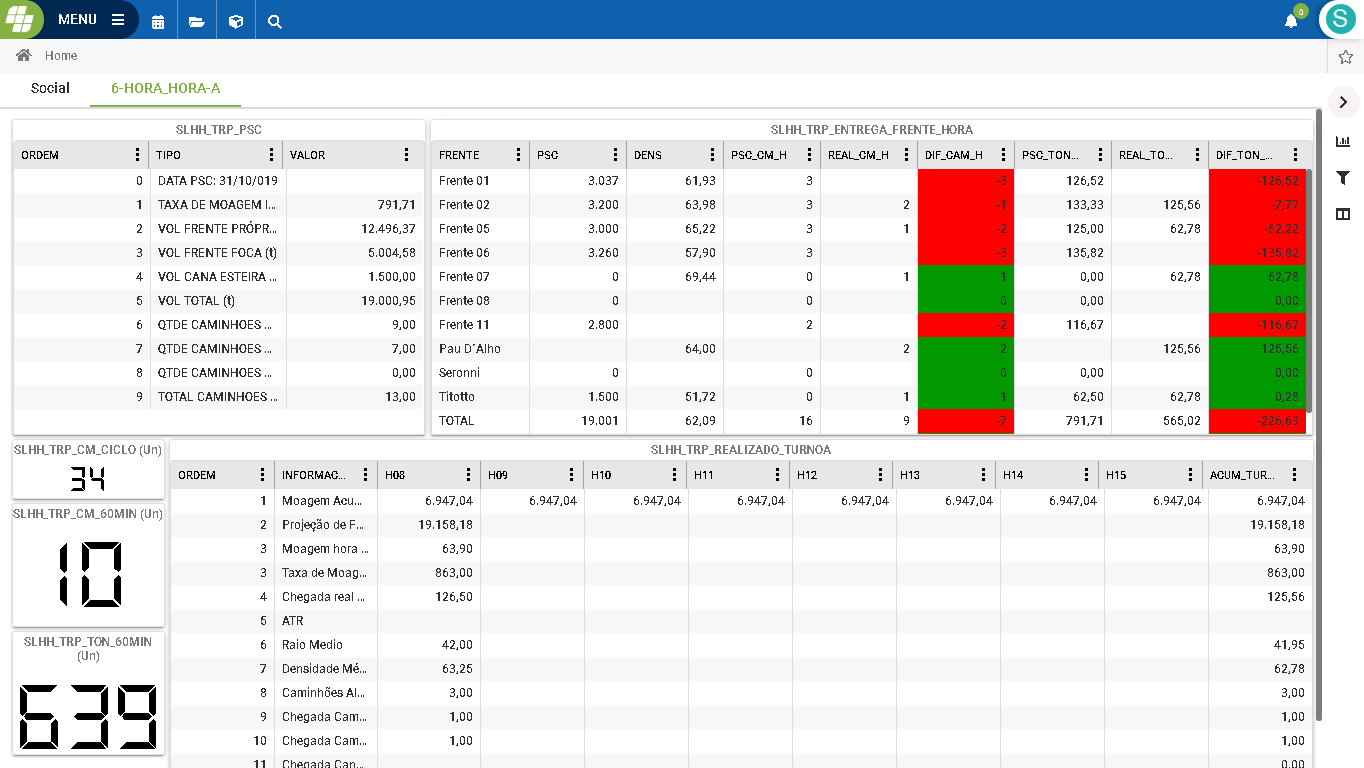 MENU
0
S
Home
Social 6-HORA_HORA-A
SLHH_TRP_PSC
ORDEM TIPO VALOR
0 DATA PSC: 31/10/019
1 TAXA DE MOAGEM I... 791,71
2 VOL FRENTE PRÓPR... 12.496,37
3 VOL FRENTE FOCA (t) 5.004,58
4 VOL CANA ESTEIRA ... 1.500,00
5 VOL TOTAL (t) 19.000,95
6 QTDE CAMINHOES ... 9,00
7 QTDE CAMINHOES ... 7,00
8 QTDE CAMINHOES ... 0,00
9 TOTAL CAMINHOES ... 13,00
SLHH_TRP_ENTREGA_FRENTE_HORA
FRENTE PSC DENS PSC_CM_H REAL_CM_H DIF_CAM_H PSC_TON... REAL_TO... DIF_TON_...
Frente 01 3.037 61,93 3 -3 126,52 -126,52
Frente 02 3.200 63,98 3 2 -1 133,33 125,56 -7,77
Frente 05 3.000 65,22 3 1 -2 125,00 62,78 -62,22
Frente 06 3.260 57,90 3 -3 135,82 -135,82
Frente 07 0 69,44 0 1 1 0,00 62,78 62,78
Frente 08 0 0 0 0,00 0,00
Frente 11 2.800 2 -2 116,67 -116,67
Pau D´Alho 64,00 2 2 125,56 125,56
Seronni 0 0 0 0,00 0,00
Titotto 1.500 51,72 0 1 1 62,50 62,78 0,28
TOTAL 19.001 62,09 16 9 -7 791,71 565,02 -226,69
SLHH_TRP_CM_CICLO (Un)
34
SLHH_TRP_CM_60MIN (Un)
10
SLHH_TRP_TON_60MIN
(Un)
639
SLHH_TRP_REALIZADO_TURNOA
ORDEM INFORMAC... H08 H09 H10 H11 H12 H13 H14 H15 ACUM_TUR...
1 Moagem Acu... 6.947,04 6.947,04 6.947,04 6.947,04 6.947,04 6.947,04 6.947,04 6.947,04 6.947,04
2 Projeção de F... 19.158,18 19.158,18
3 Moagem hora ... 63,90 63,90
3 Taxa de Moag... 863,00 863,00
4 Chegada real ... 126,50 125,56
5 ATR
6 Raio Medio 42,00 41,95
7 Densidade Mé... 63,25 62,78
8 Caminhões Al... 3,00 3,00
9 Chegada Cam... 1,00 1,00
10 Chegada Cam... 1,00 1,00
11 Chegada Can... 0,00